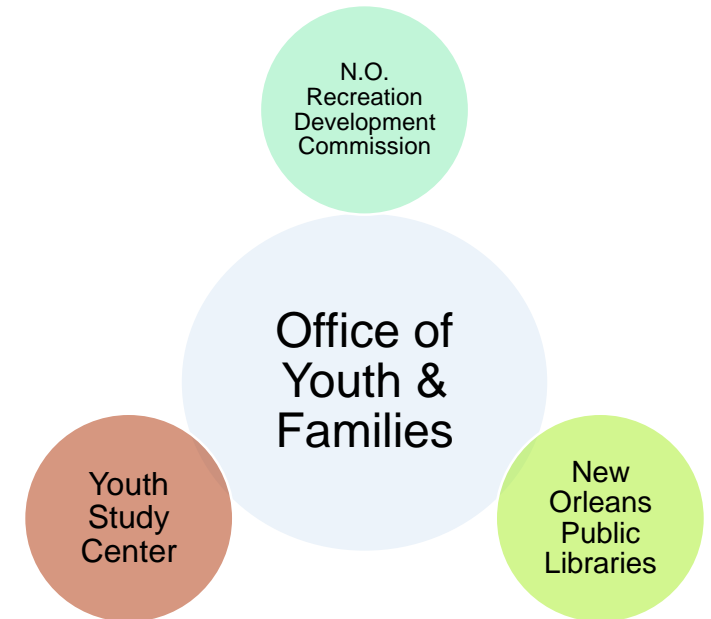 N.O.
Recreation
Development
Commission
Office of
Youth &
Families
Youth
Study
Center
New
Orleans
Public
Libraries